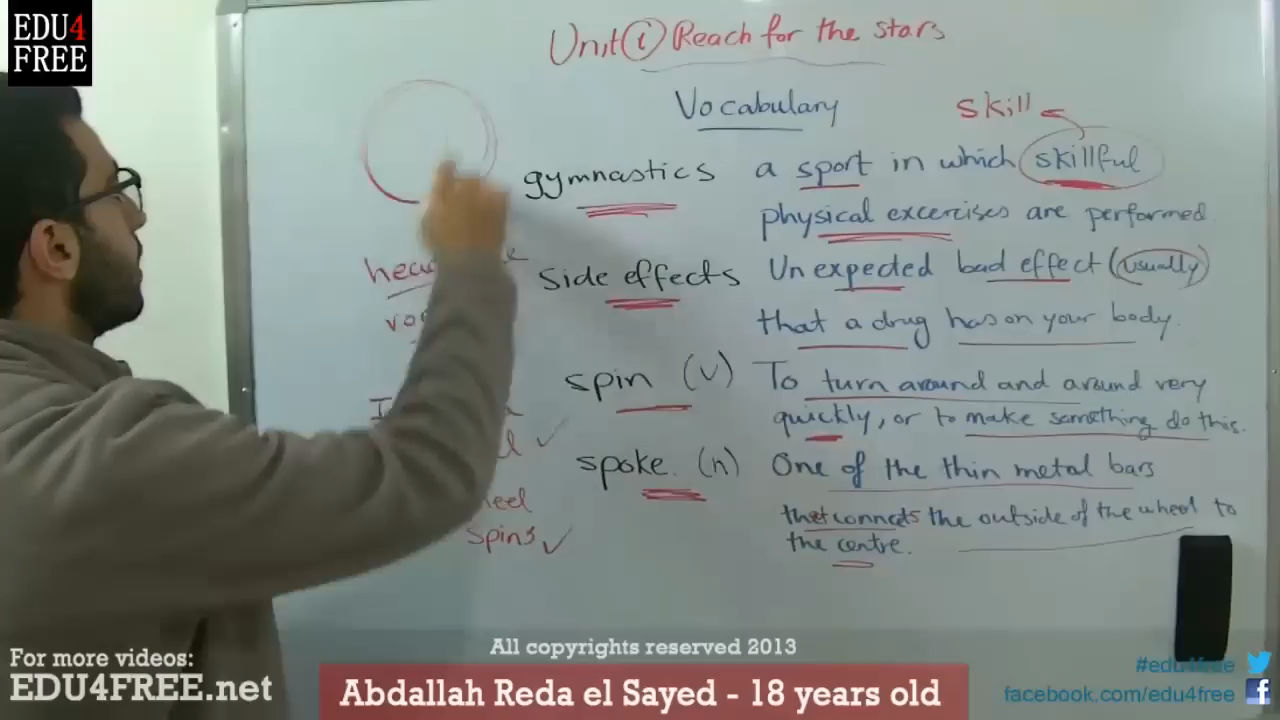 EDU4
FREE
Unit 1 Reach for the stars
Vocabulary
skill
gymnastics a sport in which skillful
physical excercises are performed
side effects Unexpected bad effect (usually)
that a drug has on your body.
spin (v) To turn around and around very
quickly, or to make something do this.
spoke. (n) One of the thin metal bars
that connects the outside of the wheel to
the centre.
spins
All copyrights reserved 2013
For more videos:
EDU4FREE.net
Abdallah Reda el Sayed - 18 years old
#edu4free
facebook.com/edu4free